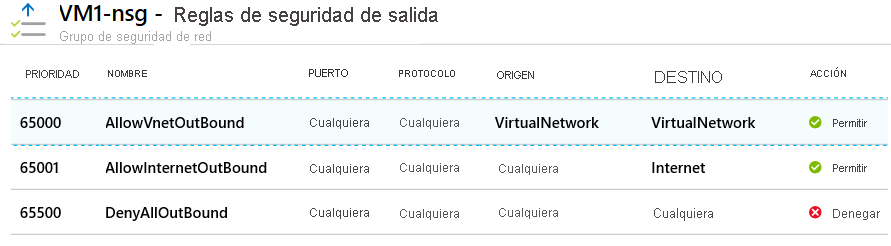 VM1-nsg - Reglas de seguridad de salida
Grupo de seguridad de red
PRIORIDAD NOMBRE PUERTO PROTOCOLO ORIGEN DESTINO ACCIÓN
65000 AllowVnetOutBound Cualquiera Cualquiera VirtualNetwork VirtualNetwork Permitir
65001 AllowInternetOutBound Cualquiera Cualquiera Cualquiera Internet Permitir
65500 DenyAllOutBound Cualquiera Cualquiera Cualquiera Cualquiera Denegar